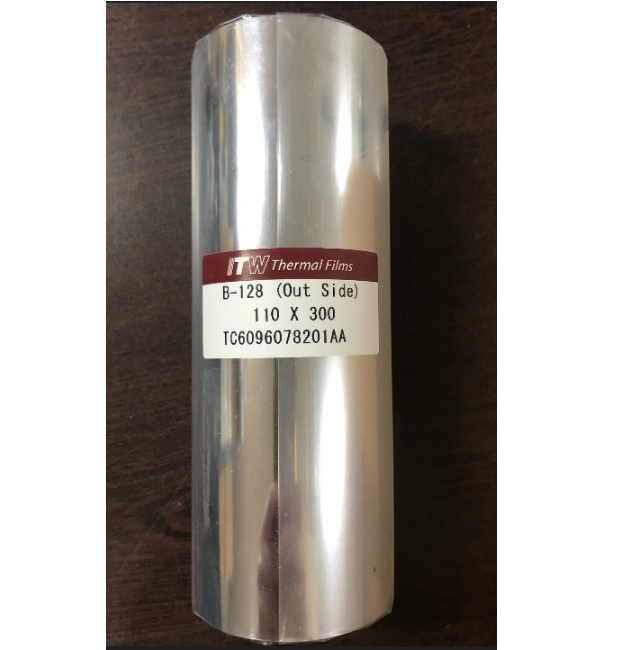 ITW Thermal Films
B-128 (Out Side)
110 X 300
TC6096078201AA